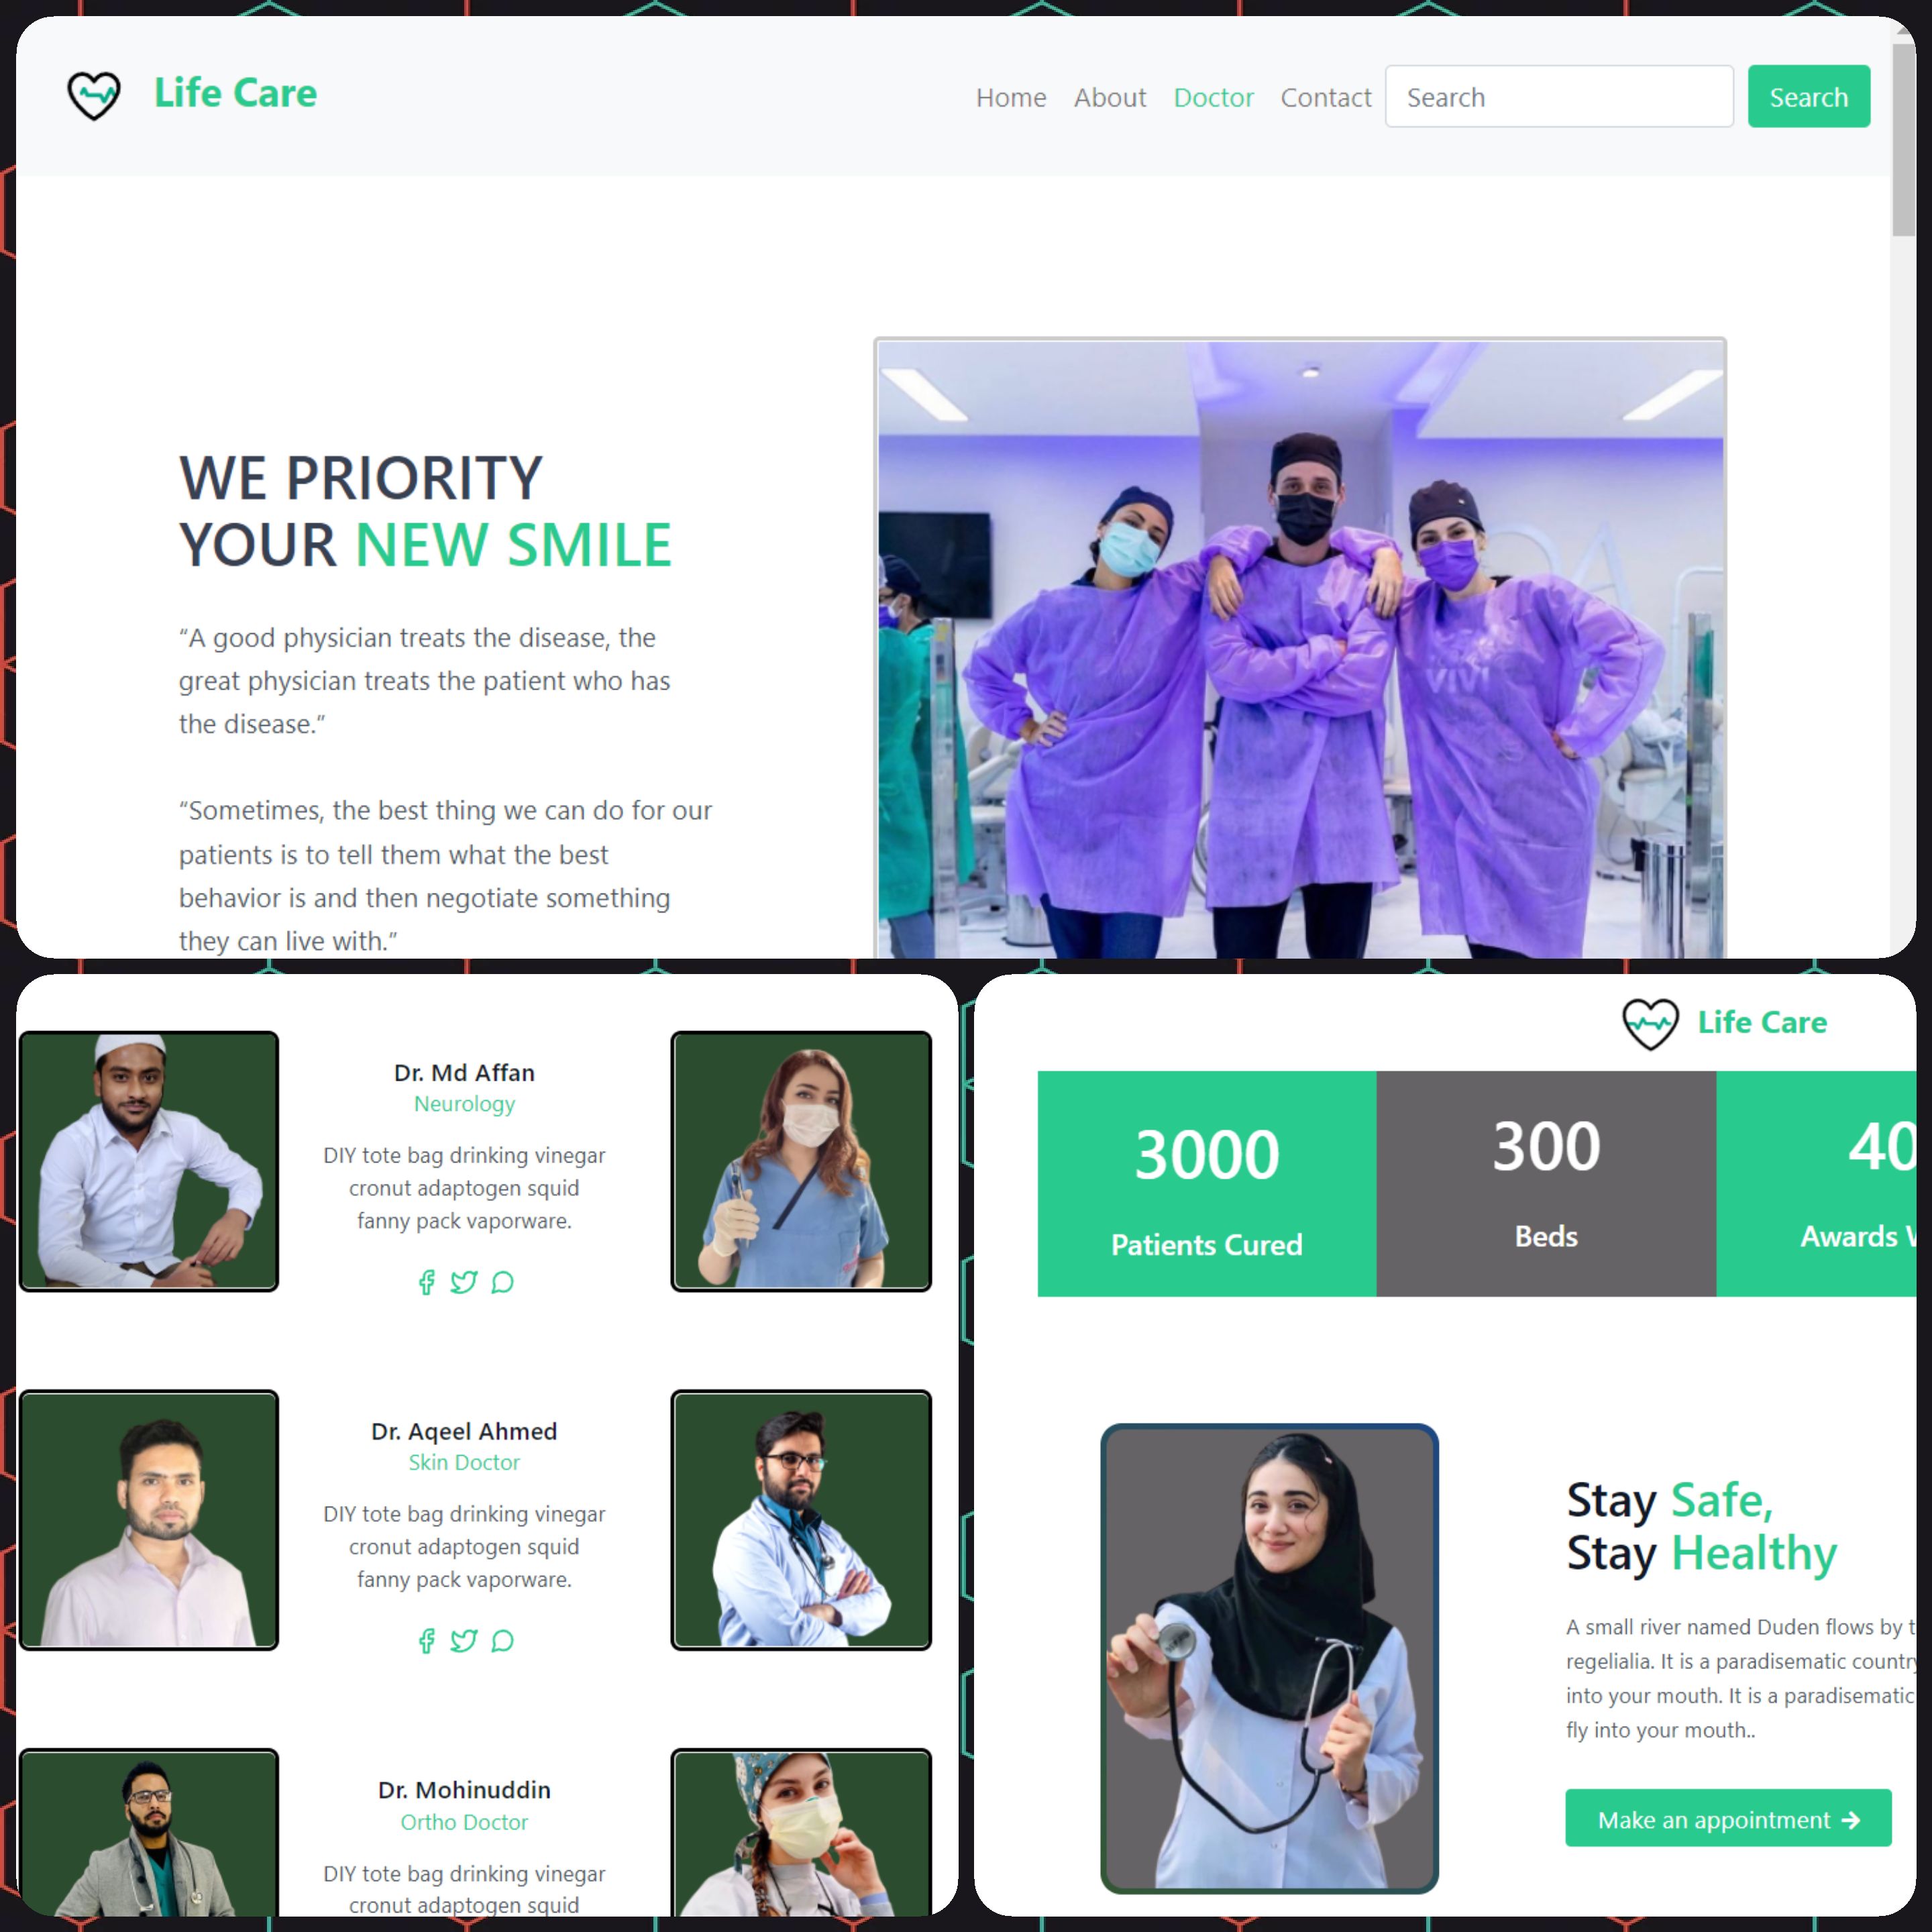 Life Care
Home About Doctor Contact Search Search
WE PRIORITY
YOUR NEW SMILE
“A good physician treats the disease, the
great physician treats the patient who has
the disease.”
“Sometimes, the best thing we can do for our
patients is to tell them what the best
behavior is and then negotiate something
they can live with.”
VIVI
Dr. Md Affan
Neurology
DIY tote bag drinking vinegar
cronut adaptogen squid
fanny pack vaporware.
Dr. Aqeel Ahmed
Skin Doctor
DIY tote bag drinking vinegar
cronut adaptogen squid
fanny pack vaporware.
Dr. Mohinuddin
Ortho Doctor
DIY tote bag drinking vinegar
cronut adaptogen squid
Life Care
3000
Patients Cured
300
Beds
40
Awards
Stay Safe,
Stay Healthy
A small river named Duden flows by
regelialia. It is a paradisematic country
into your mouth. It is a paradisematic
fly into your mouth..
Make an appointment